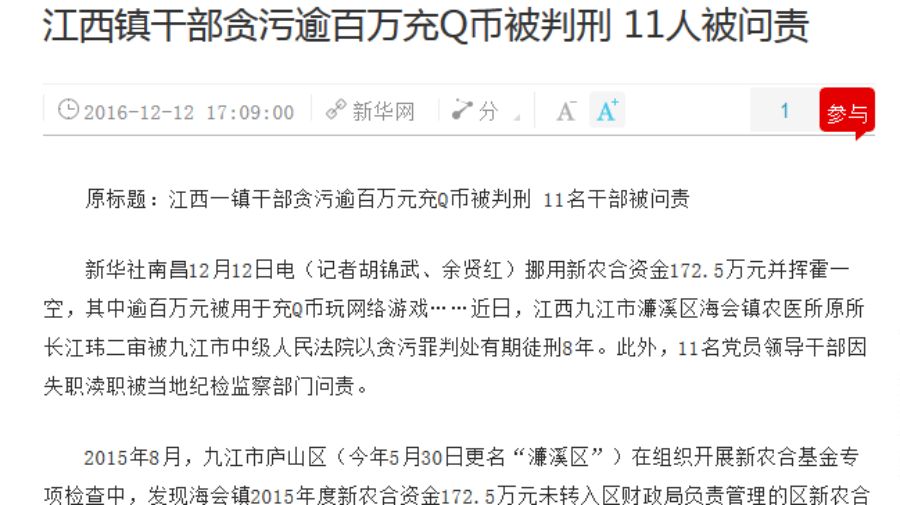 江西镇干部贪污逾百万充Q币被判刑 11人被问责
2016-12-12 17:09:00 新华网 分 A- A+ 1 参与
原标题：江西一镇干部贪污逾百万元充Q币被判刑 11名干部被问责
新华社南昌12月12日电（记者胡锦武、余贤红）挪用新农合资金172.5万元并挥霍一
空，其中逾百万元被用于充Q币玩网络游戏……近日，江西九江市濂溪区海会镇农医所原所
长江玮二审被九江市中级人民法院以贪污罪判处有期徒刑8年。此外，11名党员领导干部因
失职渎职被当地纪检监察部门问责。
2015年8月，九江市庐山区（今年5月30日更名“濂溪区”）在组织开展新农合基金专
项检查中，发现海会镇2015年度新农合资金172.5万元未转入区财政局负责管理的区新农合